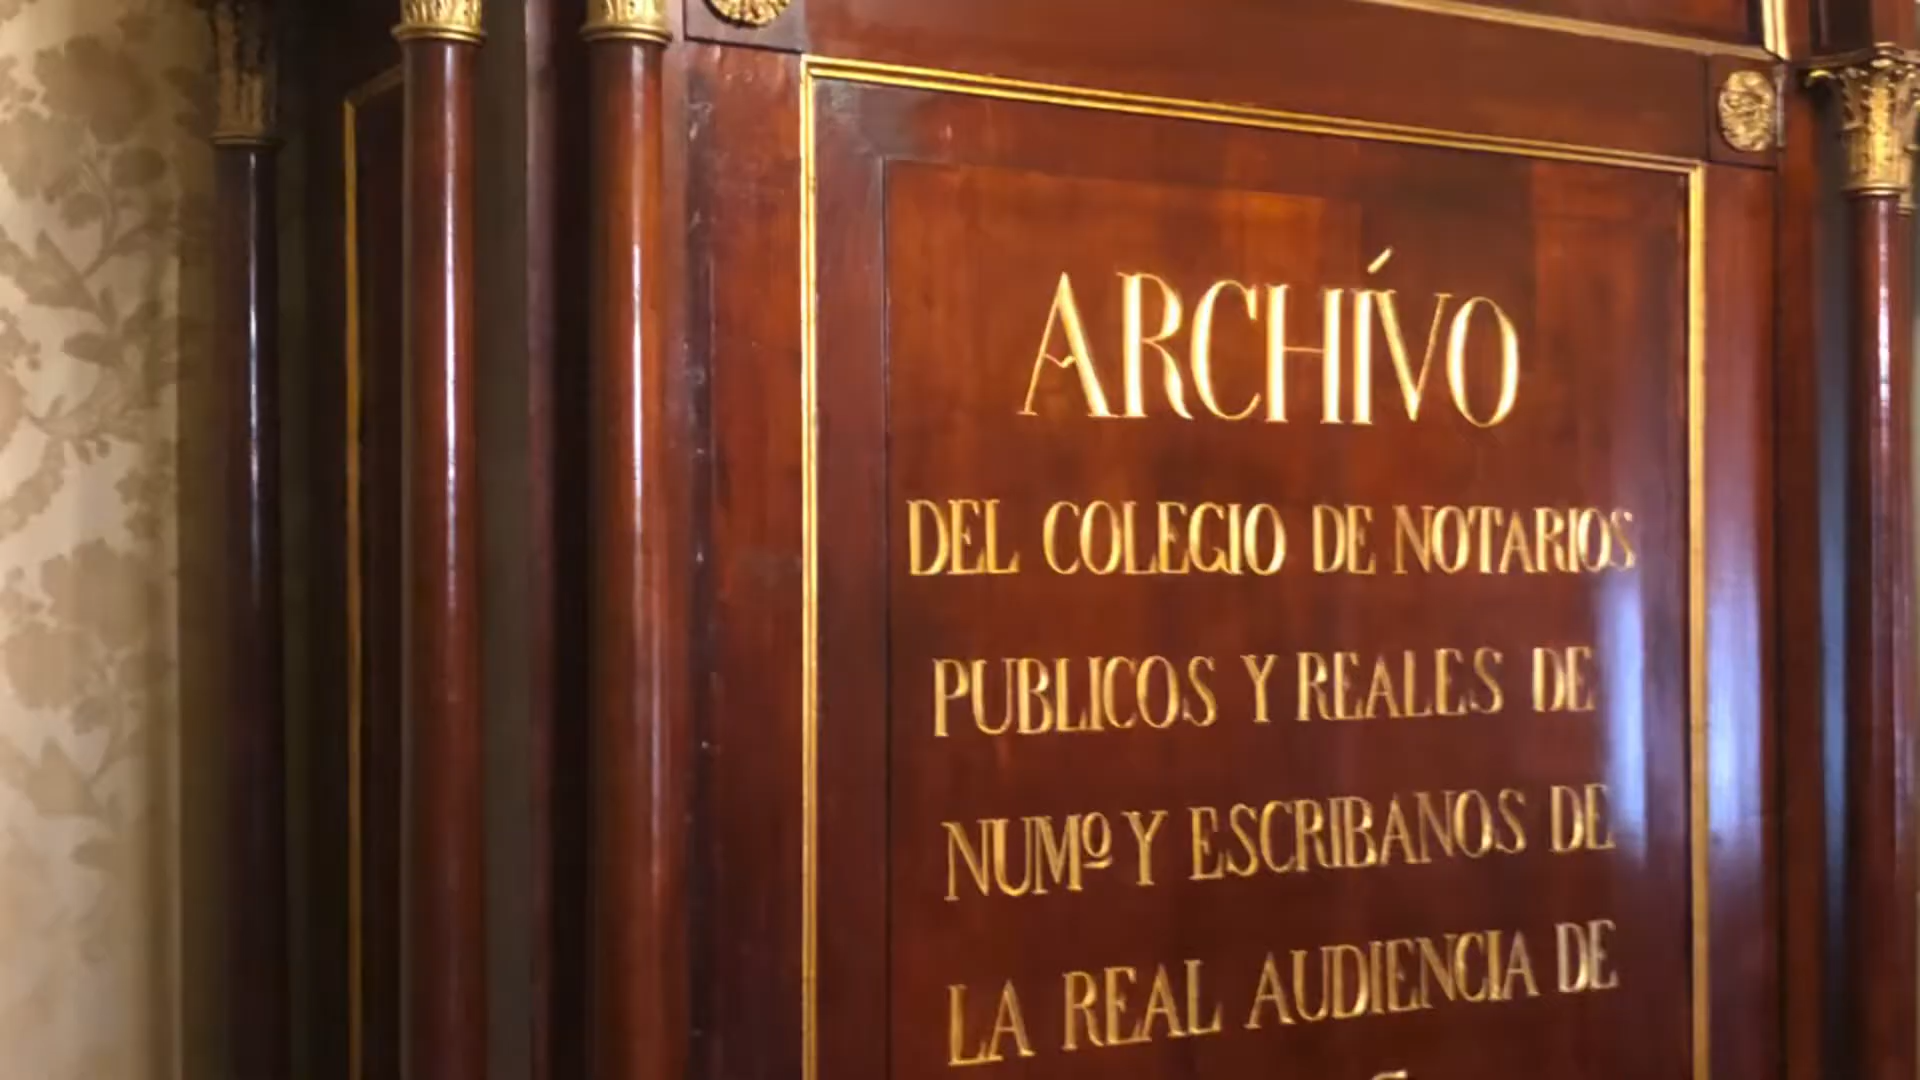 ARCHÍVO
DEL COLEGIO DE NOTARIOS
PUBLICOS Y REALES DE
NUMº Y ESCRIBANOS DE
LA REAL AUDIENCIA DE